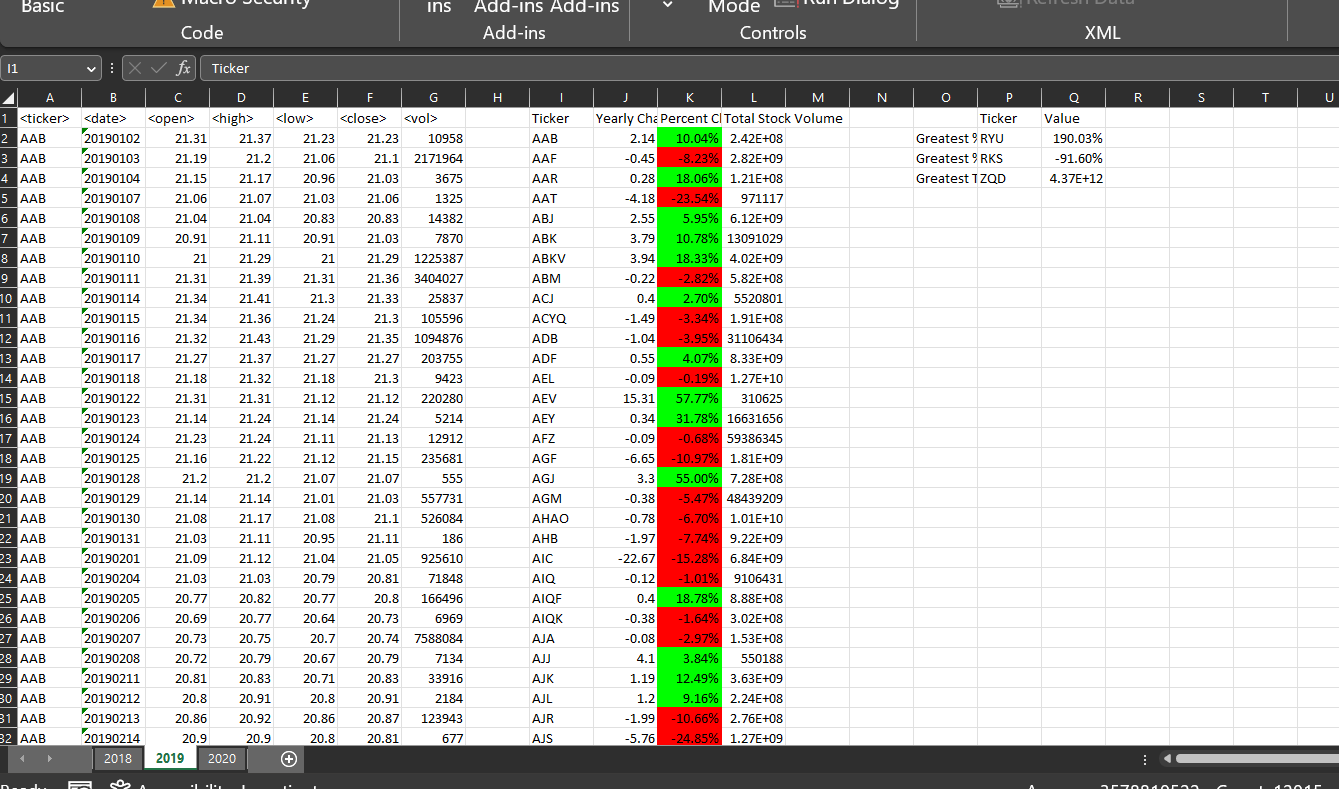 Basic Macro Security ins Add-ins Add-ins Mode Run Dialog Refresh Data
Code Add-ins Controls XML
I1 fx Ticker
A B C D E F G H I J K L M N O P Q R S T U
1 <ticker> <date> <open> <high> <low> <close> <vol> Ticker Yearly Cha Percent Cl Total Stock Volume Ticker Value
2 AAB 20190102 21.31 21.37 21.23 21.23 10958 AAB 2.14 10.04% 2.42E+08 Greatest % RYU 190.03%
3 AAB 20190103 21.19 21.2 21.06 21.1 2171964 AAF -0.45 -8.23% 2.82E+09 Greatest % RKS -91.60%
4 AAB 20190104 21.15 21.17 20.96 21.03 3675 AAR 0.28 18.06% 1.21E+08 Greatest T ZQD 4.37E+12
5 AAB 20190107 21.06 21.07 21.03 21.06 1325 AAT -4.18 -23.54% 971117
6 AAB 20190108 21.04 21.04 20.83 20.83 14382 ABJ 2.55 5.95% 6.12E+09
7 AAB 20190109 20.91 21.11 20.91 21.03 7870 ABK 3.79 10.78% 13091029
8 AAB 20190110 21 21.29 21 21.29 1225387 ABKV 3.94 18.33% 4.02E+09
9 AAB 20190111 21.31 21.39 21.31 21.36 3404027 ABM -0.22 -2.82% 5.82E+08
10 AAB 20190114 21.34 21.41 21.3 21.33 25837 ACJ 0.4 2.70% 5520801
11 AAB 20190115 21.34 21.36 21.24 21.3 105596 ACYQ -1.49 -3.34% 1.91E+08
12 AAB 20190116 21.32 21.43 21.29 21.35 1094876 ADB -1.04 -3.95% 31106434
13 AAB 20190117 21.27 21.37 21.27 21.27 203755 ADF 0.55 4.07% 8.33E+09
14 AAB 20190118 21.18 21.32 21.18 21.3 9423 AEL -0.09 -0.19% 1.27E+10
15 AAB 20190122 21.31 21.31 21.12 21.12 220280 AEV 15.31 57.77% 310625
16 AAB 20190123 21.14 21.24 21.14 21.24 5214 AEY 0.34 31.78% 16631656
17 AAB 20190124 21.23 21.24 21.11 21.13 12912 AFZ -0.09 -0.68% 59386345
18 AAB 20190125 21.16 21.22 21.12 21.15 235681 AGF -6.65 -10.97% 1.81E+09
19 AAB 20190128 21.2 21.2 21.07 21.07 555 AGJ 3.3 55.00% 7.28E+08
20 AAB 20190129 21.14 21.14 21.01 21.03 557731 AGM -0.38 -5.47% 48439209
21 AAB 20190130 21.08 21.17 21.08 21.1 526084 AHAO -0.78 -6.70% 1.01E+10
22 AAB 20190131 21.03 21.11 20.95 21.11 186 AHB -1.97 -7.74% 9.22E+09
23 AAB 20190201 21.09 21.12 21.04 21.05 925610 AIC -22.67 -15.28% 6.84E+09
24 AAB 20190204 21.03 21.03 20.79 20.81 71848 AIQ -0.12 -1.01% 9106431
25 AAB 20190205 20.77 20.82 20.77 20.8 166496 AIQF 0.4 18.78% 8.88E+08
26 AAB 20190206 20.69 20.77 20.64 20.73 6969 AIQK -0.38 -1.64% 3.02E+08
27 AAB 20190207 20.73 20.75 20.7 20.74 7588084 AJA -0.08 -2.97% 1.53E+08
28 AAB 20190208 20.72 20.79 20.67 20.79 7134 AJJ 4.1 3.84% 550188
29 AAB 20190211 20.81 20.83 20.71 20.83 33916 AJK 1.19 12.49% 3.63E+09
30 AAB 20190212 20.8 20.91 20.8 20.91 2184 AJL 1.2 9.16% 2.24E+08
31 AAB 20190213 20.86 20.92 20.86 20.87 123943 AJR -1.99 -10.66% 2.76E+08
32 AAB 20190214 20.9 20.9 20.8 20.81 677 AJS -5.76 -24.85% 1.27E+09
2018 2019 2020